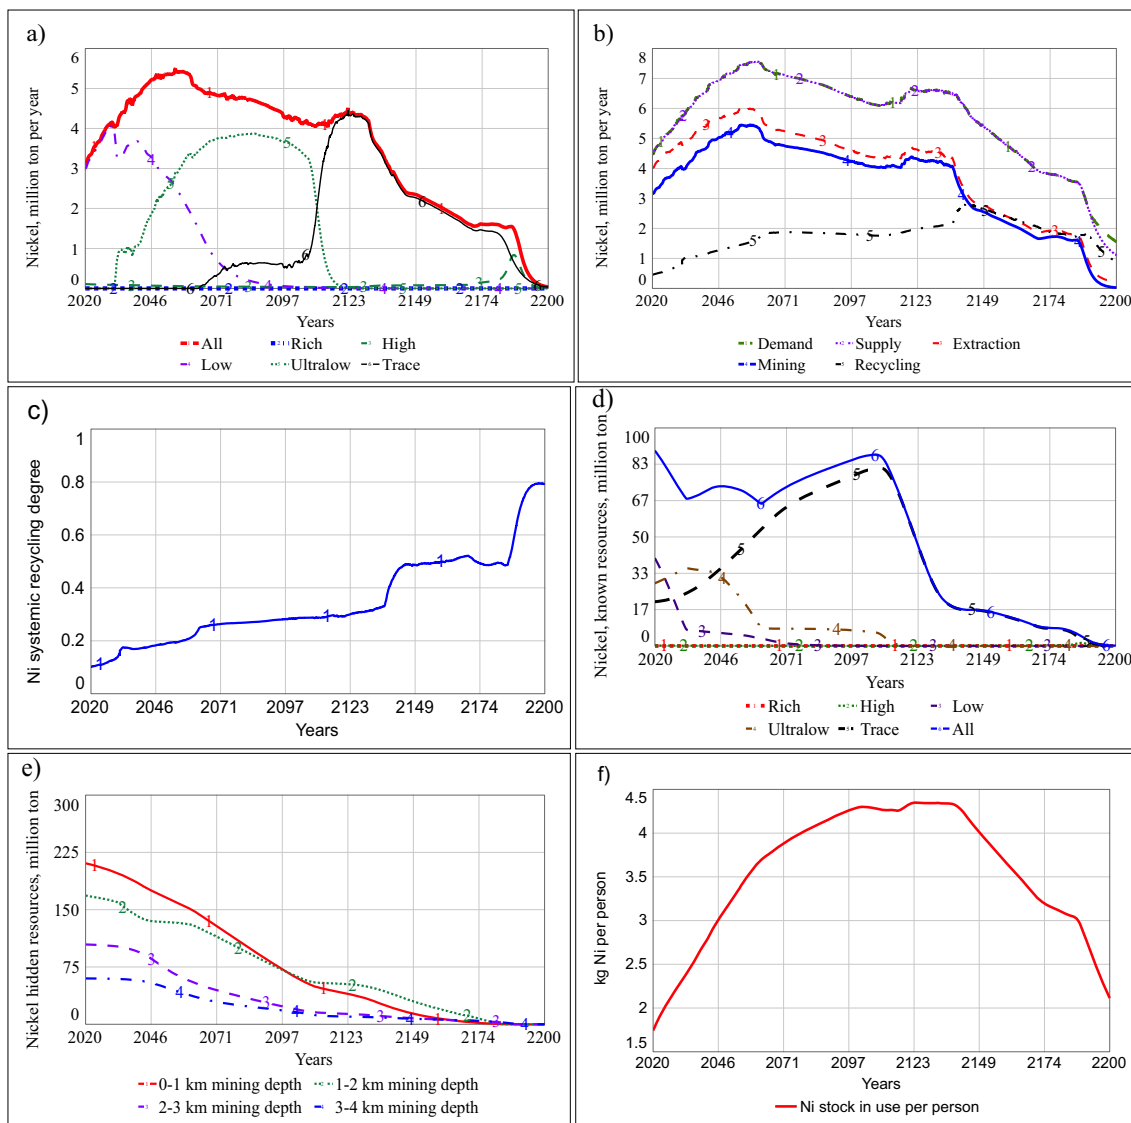 a)
Nickel, million ton per year
6
5
4
3
2
1
0
2020 2046 2071 2097 2123 2149 2174 2200
Years
All Rich High
Low Ultralow Trace
b)
Nickel, million ton per year
8
7
6
5
4
3
2
1
0
2020 2046 2071 2097 2123 2149 2174 2200
Years
Demand Supply Extraction
Mining Recycling
c)
Ni systemic recycling degree
1
0.8
0.6
0.4
0.2
0
2020 2046 2071 2097 2123 2149 2174 2200
Years
d)
Nickel, known resources, million ton
100
83
67
50
33
17
0
2020 2046 2071 2097 2123 2149 2174 2200
Years
Rich High Low
Ultralow Trace All
e)
Nickel hidden resources, million ton
300
225
150
75
0
2020 2046 2071 2097 2123 2149 2174 2200
Years
0-1 km mining depth 1-2 km mining depth
2-3 km mining depth 3-4 km mining depth
f)
kg Ni per person
4.5
4
3.5
3
2.5
2
1.5
2020 2046 2071 2097 2123 2149 2174 2200
Years
Ni stock in use per person